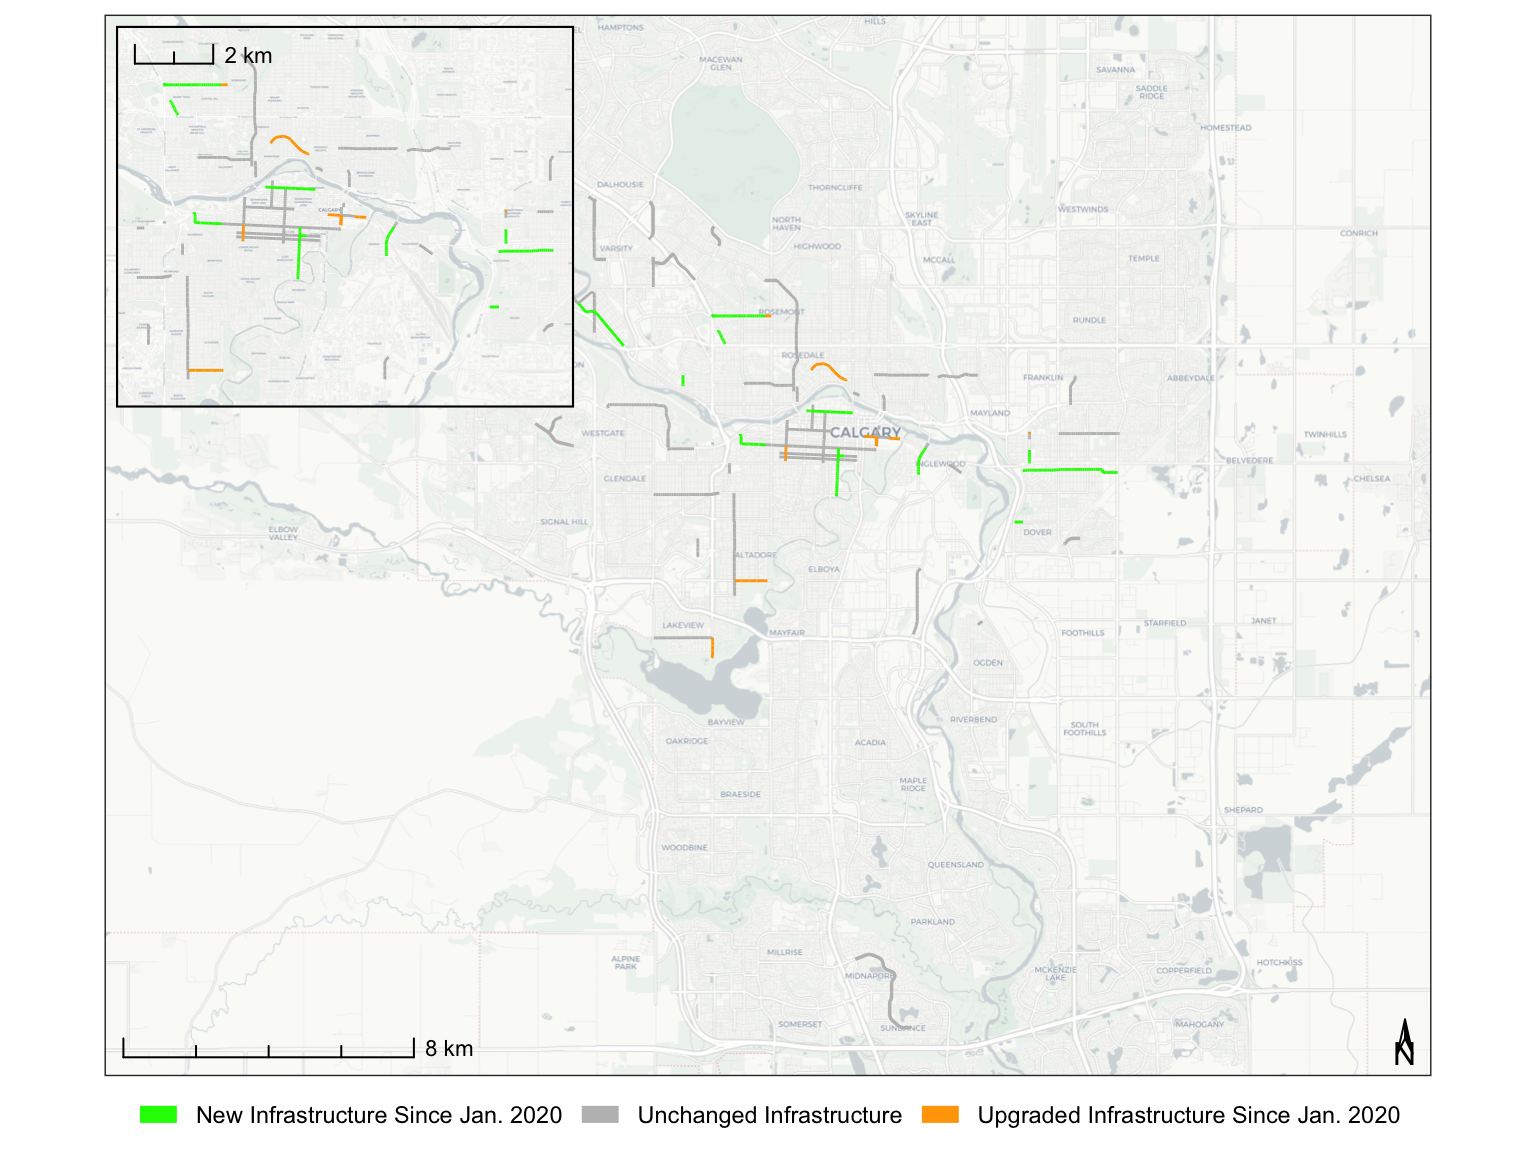 2 km
HAMPTONS
HILLS
MACEWAN
GLEN
SAVANNA
SADDLE
RIDGE
HOMESTEAD
DALHOUSIE
THORNCLIFFE
NORTH
HAVEN
SKYLINE
EAST
WESTWINDS
CONRICH
VARSITY
HIGHWOOD
MCCALL
TEMPLE
ROSEMONT
RUNDLE
ROSEDALE
FRANKLIN
ABBEYDALE
MAYLAND
WESTGATE
CALGARY
TWINHILLS
INGLEWOOD
BELVEDERE
GLENDALE
CHELSEA
SIGNAL HILL
ELBOW
VALLEY
DOVER
ALTADORE
ELBOYA
LAKEVIEW
MAYFAIR
FOOTHILLS
STARFIELD
JANET
OGDEN
BAYVIEW
RIVERBEND
SOUTH
FOOTHILLS
OAKRIDGE
ACADIA
MAPLE
RIDGE
BRAESIDE
SHEPARD
WOODBINE
QUEENSLAND
PARKLAND
MILLRISE
ALPINE
PARK
MIDNAPORE
MCKENZIE
LAKE
COPPERFIELD
HOTCHKISS
SOMERSET
SUNDANCE
MAHOGANY
8 km
N
New Infrastructure Since Jan. 2020
Unchanged Infrastructure
Upgraded Infrastructure Since Jan. 2020